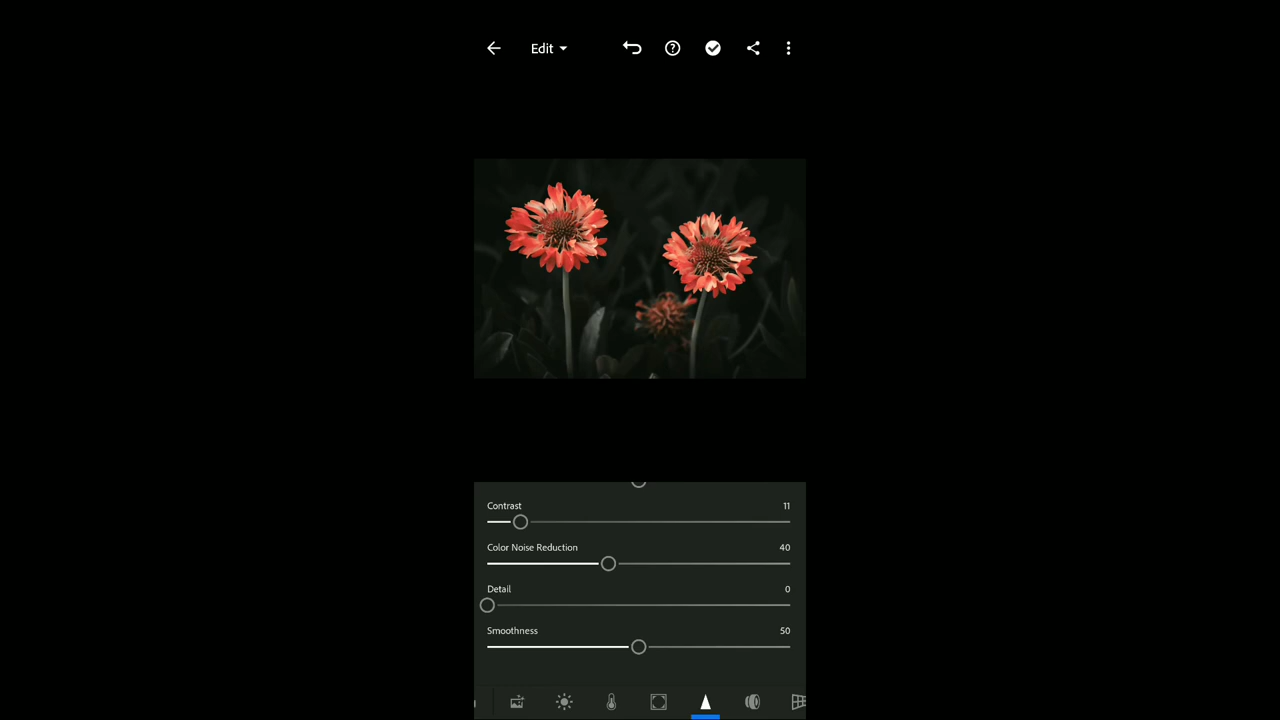 Edit
Contrast 11
Color Noise Reduction 40
Detail 0
Smoothness 50